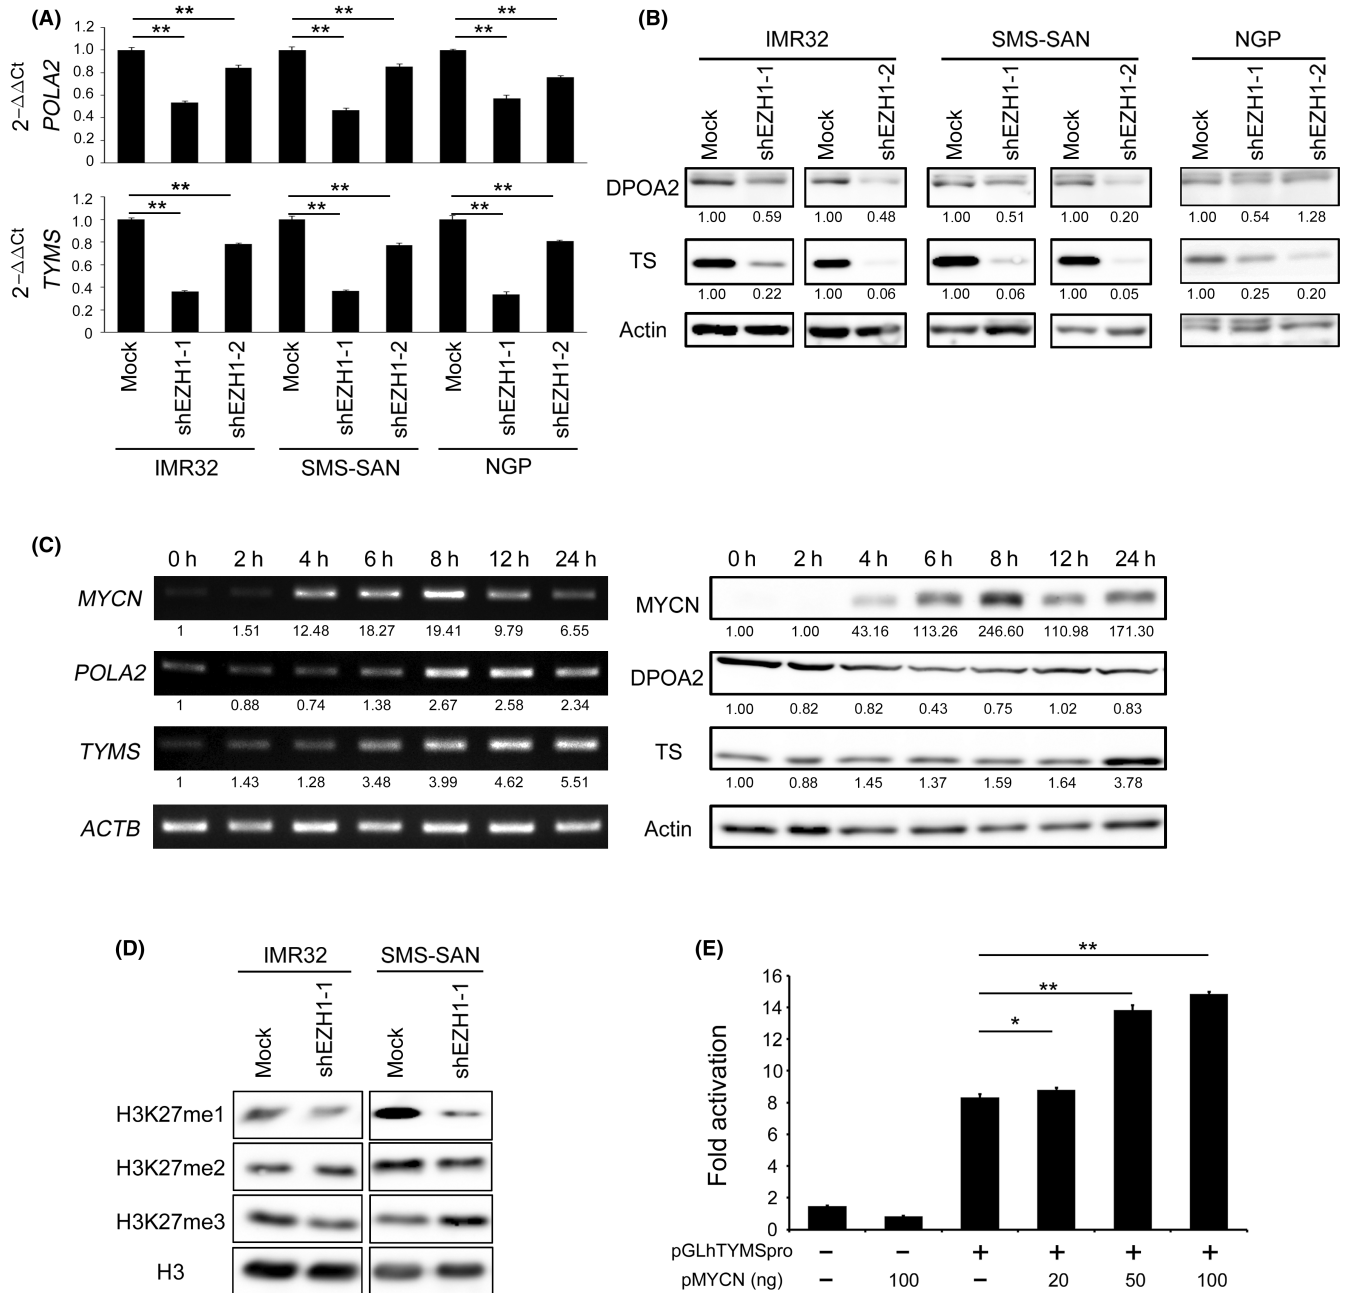 (A)
** ** **
** ** **
2−ΔΔCt
POLA2
1.2
1.0
0.8
0.6
0.4
0.2
0
** ** **
** ** **
2−ΔΔCt
TYMS
1.2
1.0
0.8
0.6
0.4
0.2
0
Mock shEZH1-1 shEZH1-2 Mock shEZH1-1 shEZH1-2 Mock shEZH1-1 shEZH1-2
IMR32 SMS-SAN NGP
(B)
IMR32 SMS-SAN NGP
Mock shEZH1-1 Mock shEZH1-2 Mock shEZH1-1 Mock shEZH1-2 Mock shEZH1-1 shEZH1-2
DPOA2
1.00 0.59 1.00 0.48 1.00 0.51 1.00 0.20 1.00 0.54 1.28
TS
1.00 0.22 1.00 0.06 1.00 0.06 1.00 0.05 1.00 0.25 0.20
Actin
(C)
0 h 2 h 4 h 6 h 8 h 12 h 24 h
MYCN
1 1.51 12.48 18.27 19.41 9.79 6.55
POLA2
1 0.88 0.74 1.38 2.67 2.58 2.34
TYMS
1 1.43 1.28 3.48 3.99 4.62 5.51
ACTB
0 h 2 h 4 h 6 h 8 h 12 h 24 h
MYCN
1.00 1.00 43.16 113.26 246.60 110.98 171.30
DPOA2
1.00 0.82 0.82 0.43 0.75 1.02 0.83
TS
1.00 0.88 1.45 1.37 1.59 1.64 3.78
Actin
(D)
IMR32 SMS-SAN
Mock shEZH1-1 Mock shEZH1-1
H3K27me1
H3K27me2
H3K27me3
H3
(E)
**
**
*
Fold activation
16
14
12
10
8
6
4
2
0
pGLhTYMSpro − − + + + +
pMYCN (ng) − 100 − 20 50 100